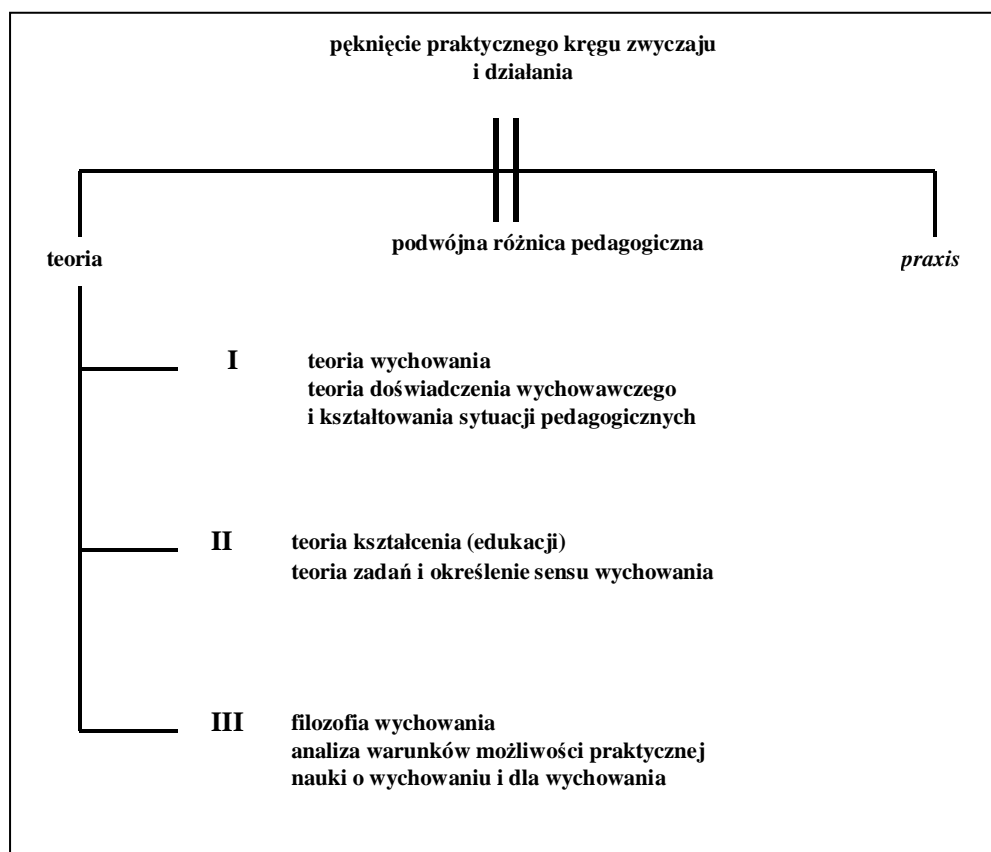 pęknięcie praktycznego kręgu zwyczaju
i działania
podwójna różnica pedagogiczna
teoria
praxis
I
teoria wychowania
teoria doświadczenia wychowawczego
i kształtowania sytuacji pedagogicznych
II
teoria kształcenia (edukacji)
teoria zadań i określenie sensu wychowania
III
filozofia wychowania
analiza warunków możliwości praktycznej
nauki o wychowaniu i dla wychowania